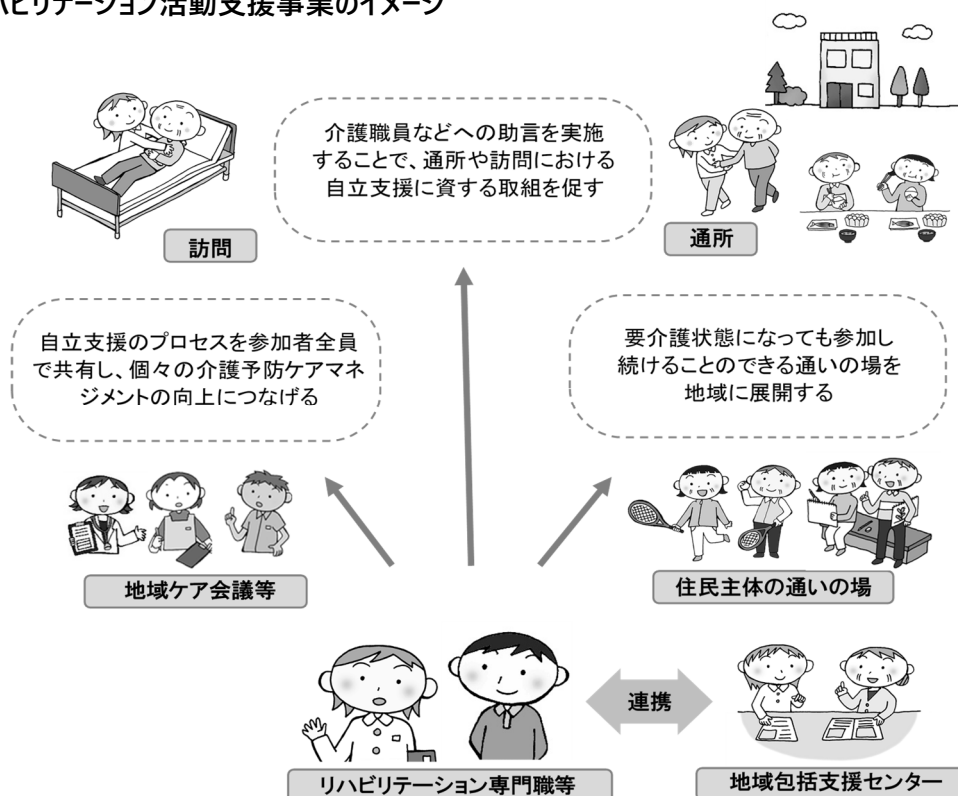 ハビリテーション活動支援事業のイメージ
介護職員などへの助言を実施
することで、通所や訪問における
自立支援に資する取組を促す
訪問
通所
自立支援のプロセスを参加者全員
で共有し、個々の介護予防ケアマネ
ジメントの向上につなげる
要介護状態になっても参加し
続けることのできる通いの場を
地域に展開する
地域ケア会議等
住民主体の通いの場
連携
リハビリテーション専門職等
地域包括支援センター